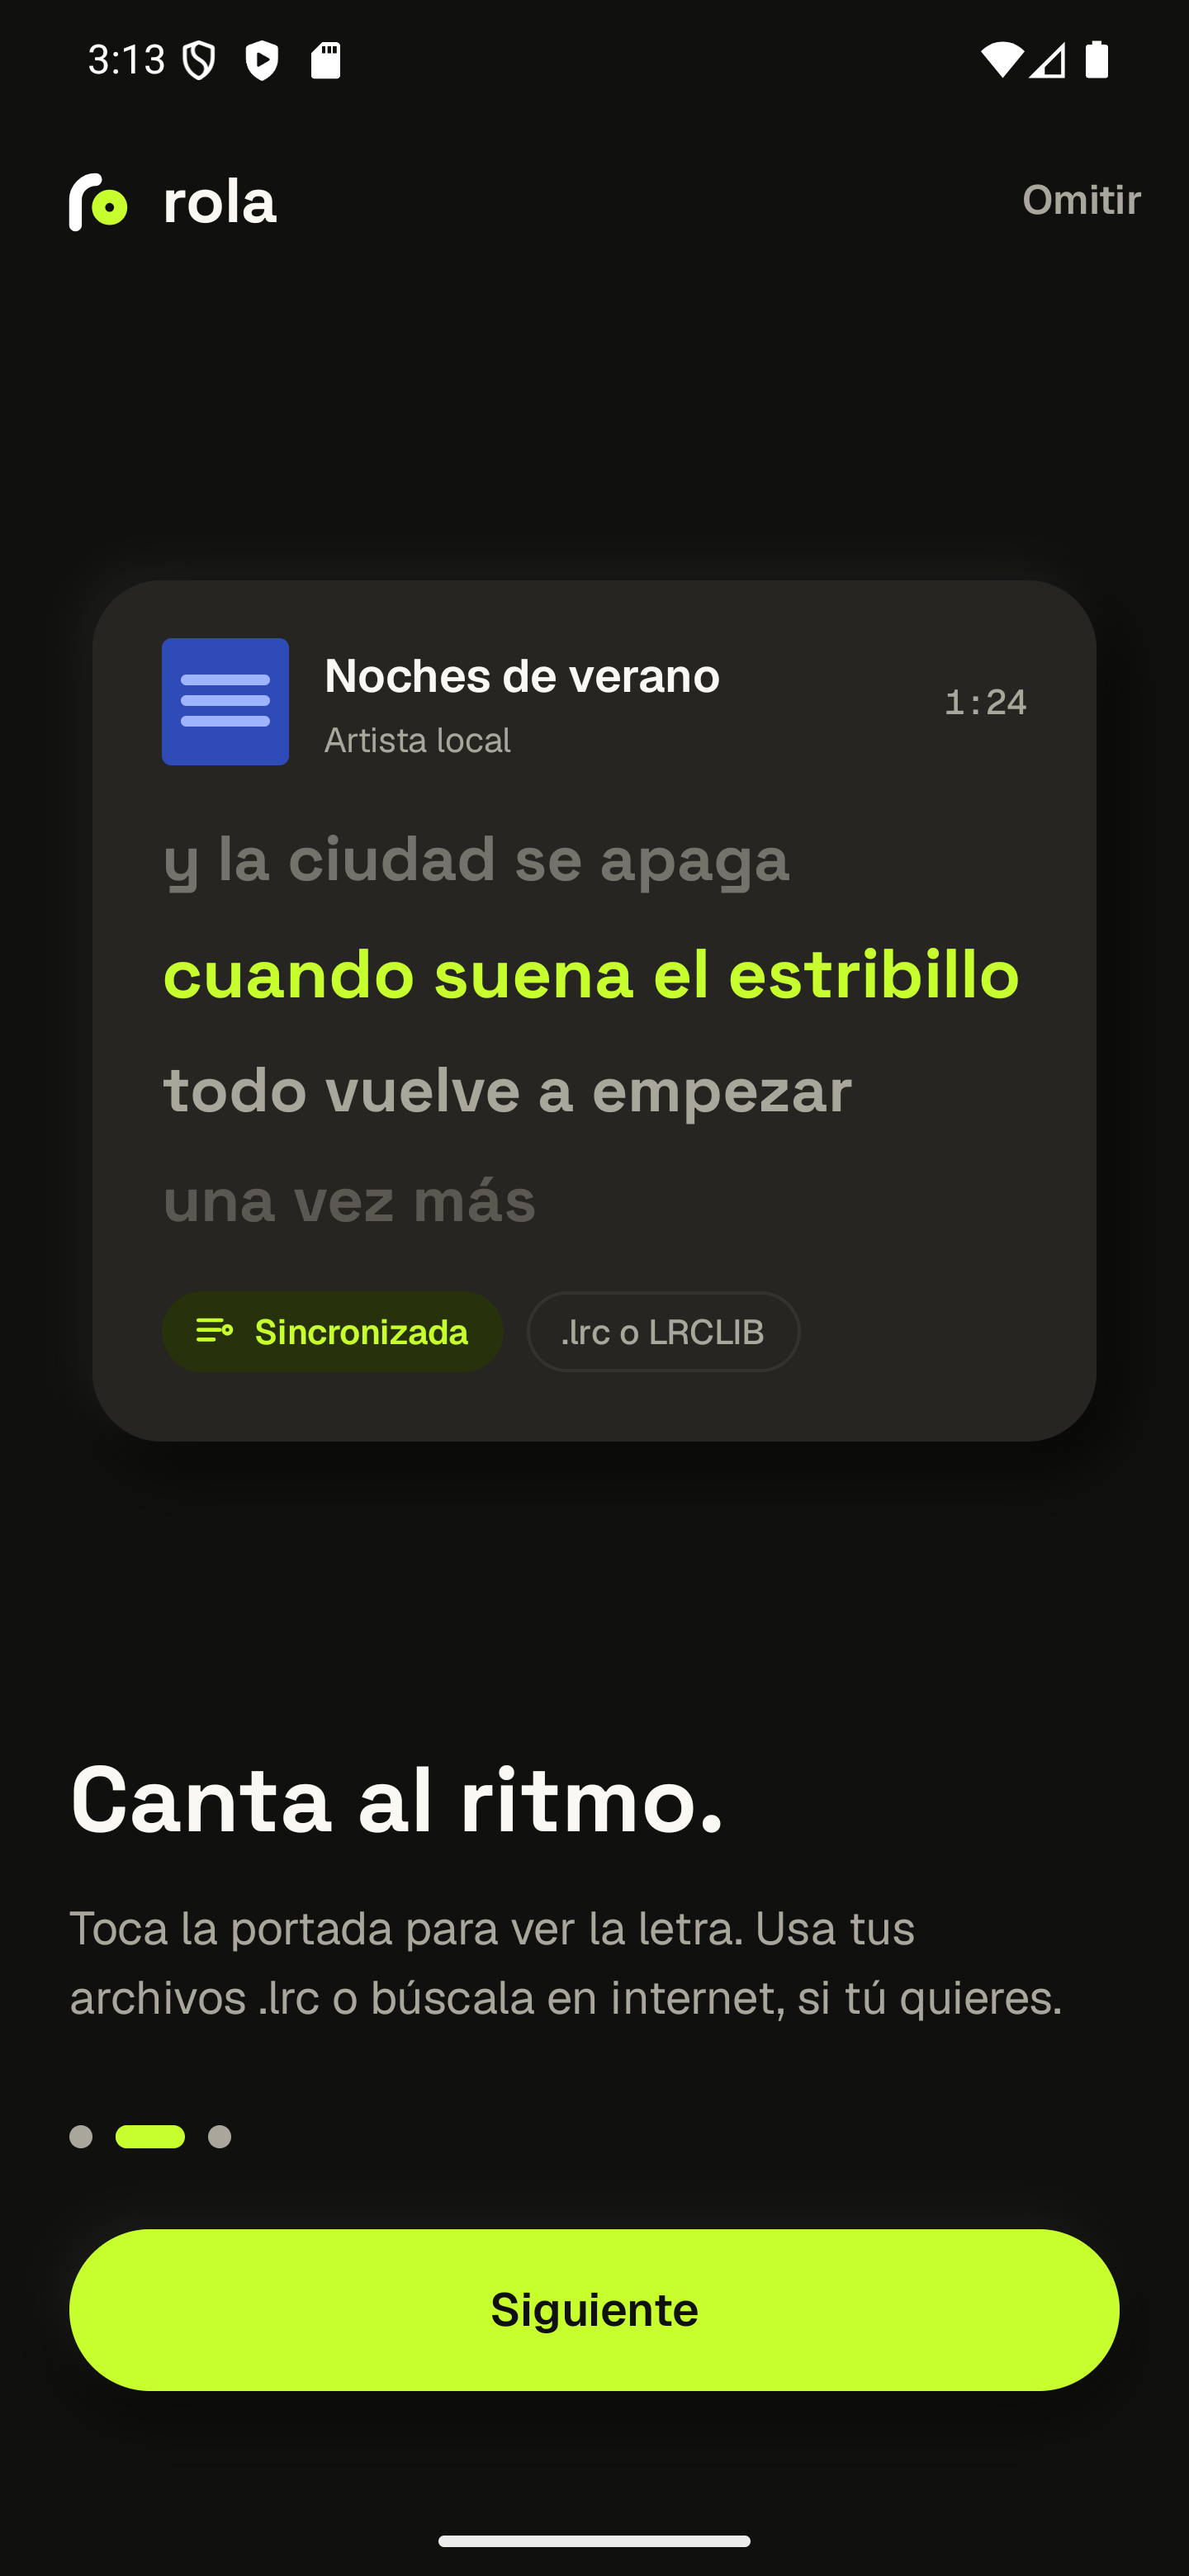 3:13
rola
Omitir
Noches de verano
Artista local
1:24
y la ciudad se apaga
cuando suena el estribillo
todo vuelve a empezar
una vez más
Sincronizada
.lrc o LRCLIB
Canta al ritmo.
Toca la portada para ver la letra. Usa tus
archivos .lrc o búscala en internet, si tú quieres.
Siguiente